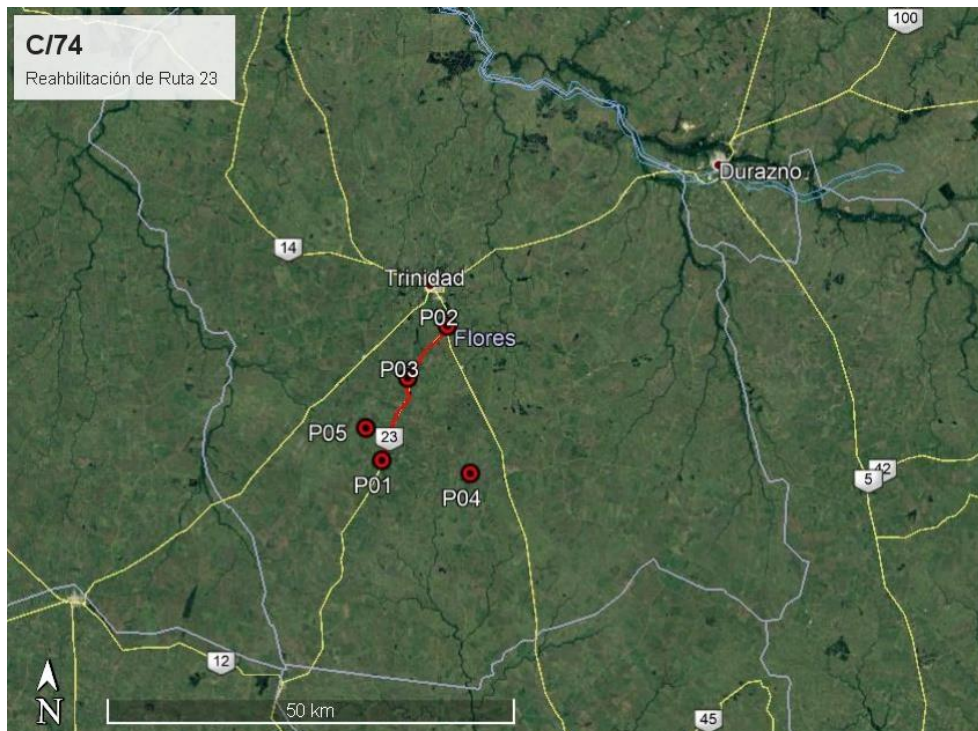 C/74
Reahbilitación de Ruta 23
100
Durazno
14
Trinidad
P02
Flores
P03
P05
23
P01
P04
42
5
12
50 km
N
45